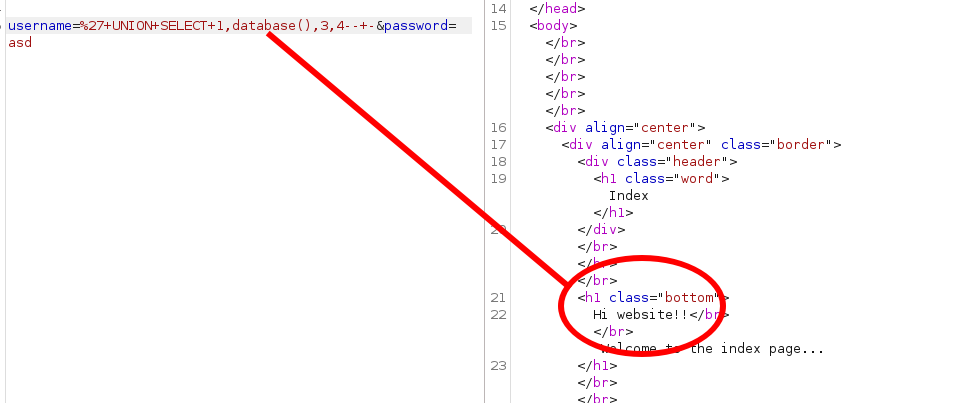 username=%27+UNION+SELECT+1,database(),3,4--+-&password=
asd
14 </head>
15 <body>
</br>
</br>
</br>
</br>
</br>
16 <div align="center">
17 <div align="center" class="border">
18 <div class="header">
19 <h1 class="word">
Index
</h1>
20 </div>
</br>
</br>
</br>
21 <h1 class="bottom">
22 Hi website!!</br>
</br>
Welcome to the index page...
23 </h1>
</br>
</br>